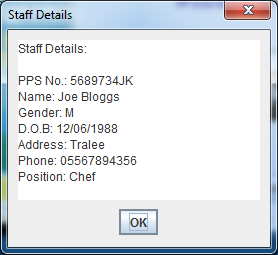 Staff Details
Staff Details:
PPS No.: 5689734JK
Name: Joe Bloggs
Gender: M
D.O.B: 12/06/1988
Address: Tralee
Phone: 05567894356
Position: Chef
OK